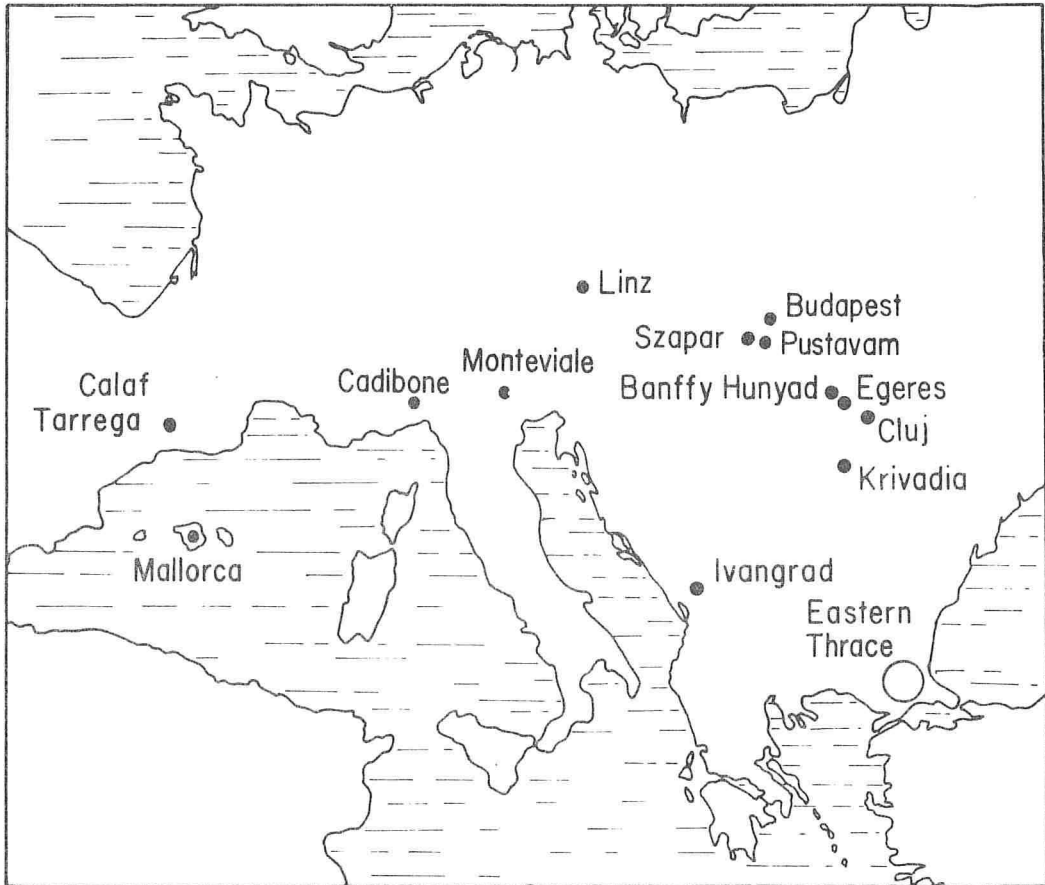 Linz
Budapest
Szapar
Pustavam
Monteviale
Cadibone
Calaf
Tarrega
Banffy Hunyad
Egeres
Cluj
Krivadia
Mallorca
Ivangrad
Eastern
Thrace